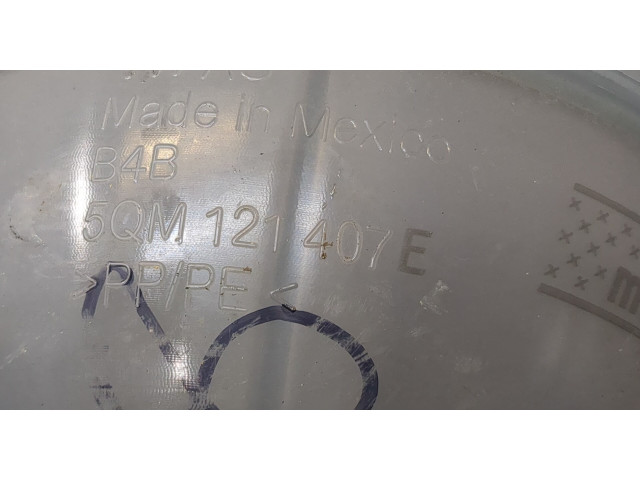 Made in Mexico
B4B
5QM 121 407 E
>PP/PE<